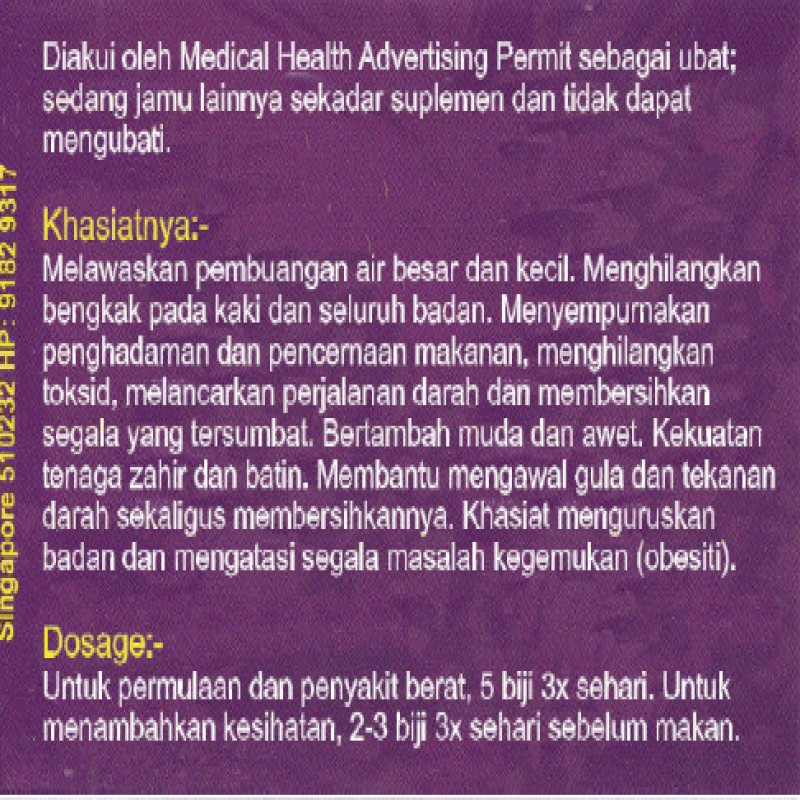 Diakui oleh Medical Health Advertising Permit sebagai ubat;
sedang jamu lainnya sekadar suplemen dan tidak dapat
mengubati.
Khasiatnya:-
Melawaskan pembuangan air besar dan kecil. Menghilangkan
bengkak pada kaki dan seluruh badan. Menyempurnakan
penghadaman dan pencernaan makanan, menghilangkan
toksid, melancarkan perjalanan darah dan membersihkan
segala yang tersumbat. Bertambah muda dan awet. Kekuatan
tenaga zahir dan batin. Membantu mengawal gula dan tekanan
darah sekaligus membersihkannya. Khasiat menguruskan
badan dan mengatasi segala masalah kegemukan (obesiti).
Dosage:-
Untuk permulaan dan penyakit berat, 5 biji 3x sehari. Untuk
menambahkan kesihatan, 2-3 biji 3x sehari sebelum makan.
Singapore 510232 HP: 9182 9317